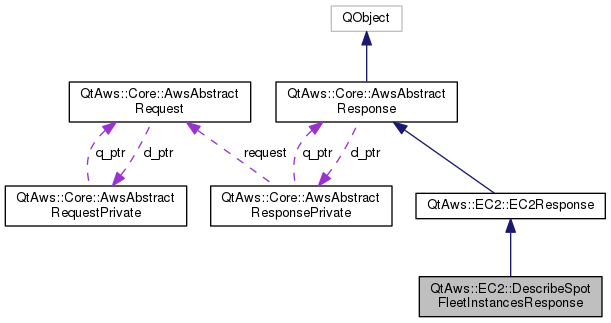 QObject
QtAws::Core::AwsAbstract
Request
QtAws::Core::AwsAbstract
Response
q_ptr
d_ptr
request
q_ptr
d_ptr
QtAws::Core::AwsAbstract
RequestPrivate
QtAws::Core::AwsAbstract
ResponsePrivate
QtAws::EC2::EC2Response
QtAws::EC2::DescribeSpot
FleetInstancesResponse